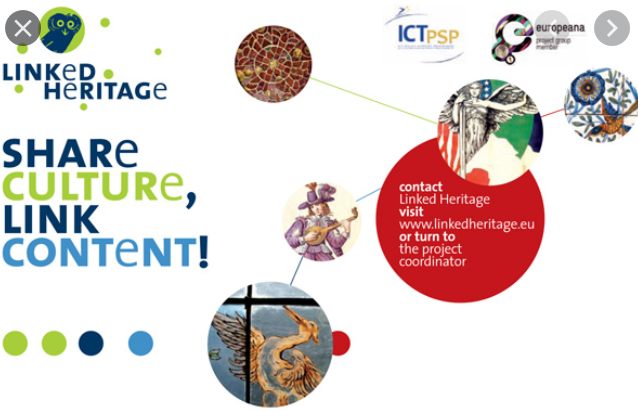 LINKeD
HeRITAGe
ICTPSP
europeana
project group
member
SHARe
CULTURe,
LINK
CONTeNT!
contact
Linked Heritage
visit
www.linkedheritage.eu
or turn to
the project
coordinator